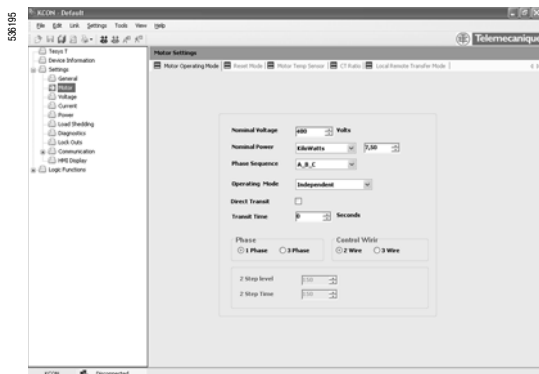 536195
XCON - Default
File Edit Link Settings Tools View Help
Telemecanique
Tesys T
Device Information
Settings
General
Motor
Voltage
Current
Power
Load Shedding
Diagnostics
Lock Outs
Communication
HMI Display
Logic Functions
Motor Settings
Motor Operating Mode Reset Mode Motor Temp Sensor CT Ratio Local Remote Transfer Mode
Nominal Voltage 400 Volts
Nominal Power KiloWatts 7,50
Phase Sequence A_B_C
Operating Mode Independent
Direct Transit
Transit Time 0 Seconds
Phase Control Wirir
1 Phase 3 Phase 2 Wire 3 Wire
2 Step level 150
2 Step Time
XCON Disconnected